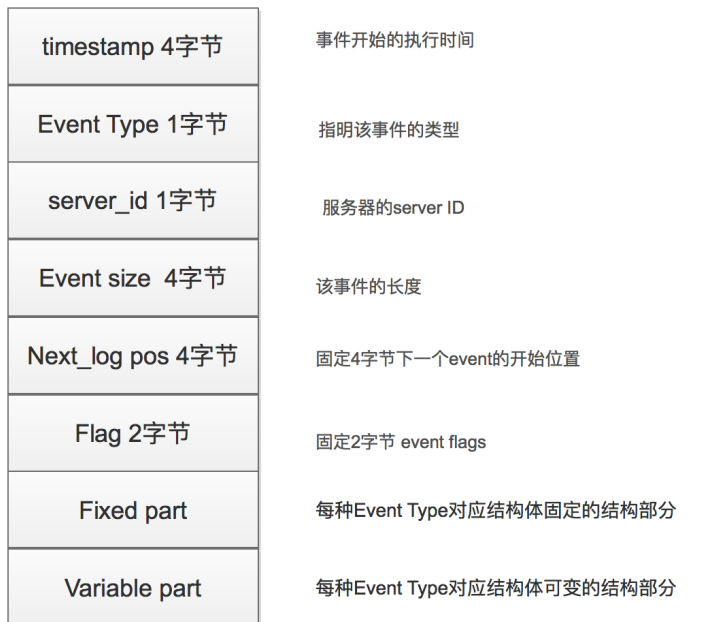 timestamp 4字节
事件开始的执行时间
Event Type 1字节
指明该事件的类型
server_id 1字节
服务器的server ID
Event size 4字节
该事件的长度
Next_log pos 4字节
固定4字节下一个event的开始位置
Flag 2字节
固定2字节 event flags
Fixed part
每种Event Type对应结构体固定的结构部分
Variable part
每种Event Type对应结构体可变的结构部分